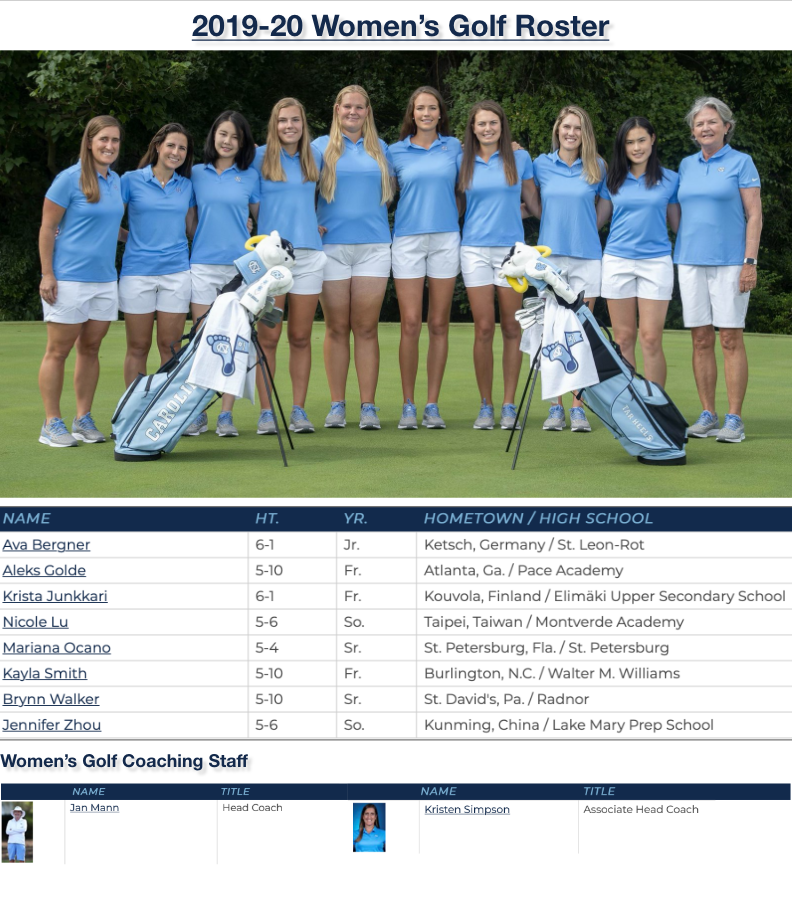 2019-20 Women's Golf Roster
CAROLIN
TAR HEELS
NAME HT. YR. HOMETOWN / HIGH SCHOOL
Ava Bergner 6-1 Jr. Ketsch, Germany / St. Leon-Rot
Aleks Golde 5-10 Fr. Atlanta, Ga. / Pace Academy
Krista Junkkari 6-1 Fr. Kouvola, Finland / Elimäki Upper Secondary School
Nicole Lu 5-6 So. Taipei, Taiwan / Montverde Academy
Mariana Ocano 5-4 Sr. St. Petersburg, Fla. / St. Petersburg
Kayla Smith 5-10 Fr. Burlington, N.C. / Walter M. Williams
Brynn Walker 5-10 Sr. St. David's, Pa. / Radnor
Jennifer Zhou 5-6 So. Kunming, China / Lake Mary Prep School
Women's Golf Coaching Staff
NAME TITLE NAME TITLE
Jan Mann Head Coach Kristen Simpson Associate Head Coach